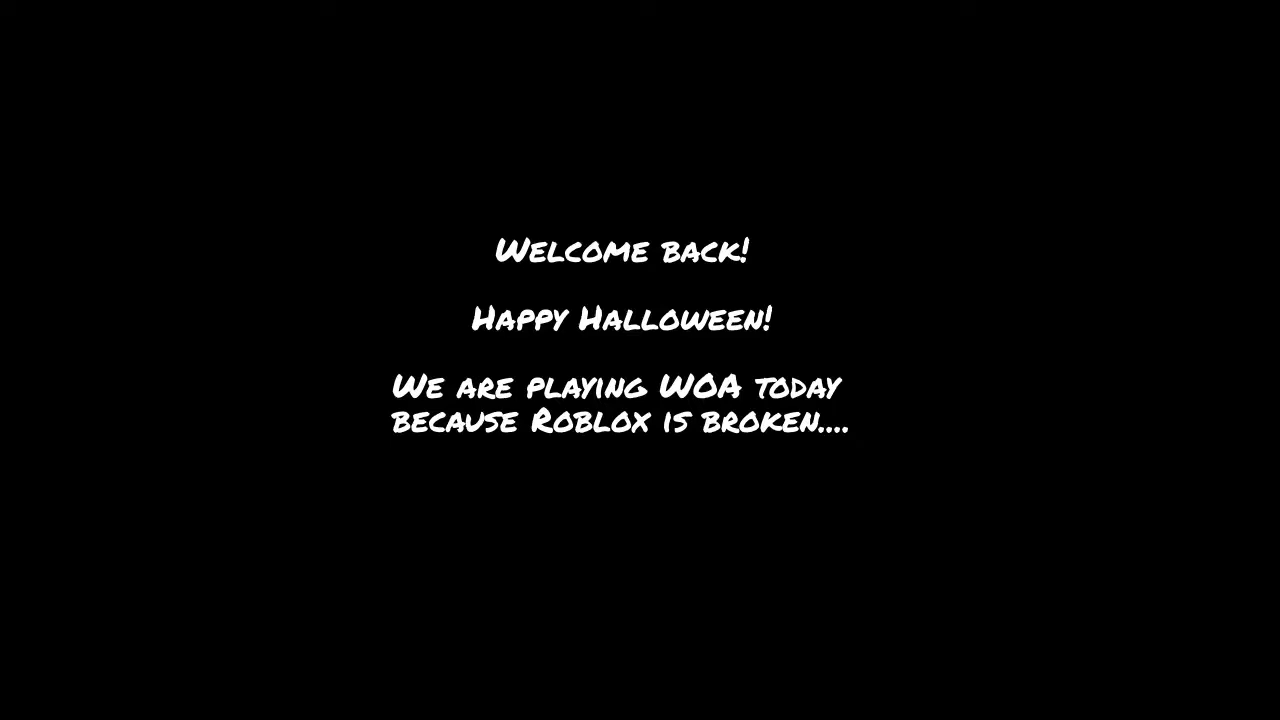 Welcome back!
Happy Halloween!
We are playing WOA today
because Roblox is broken....